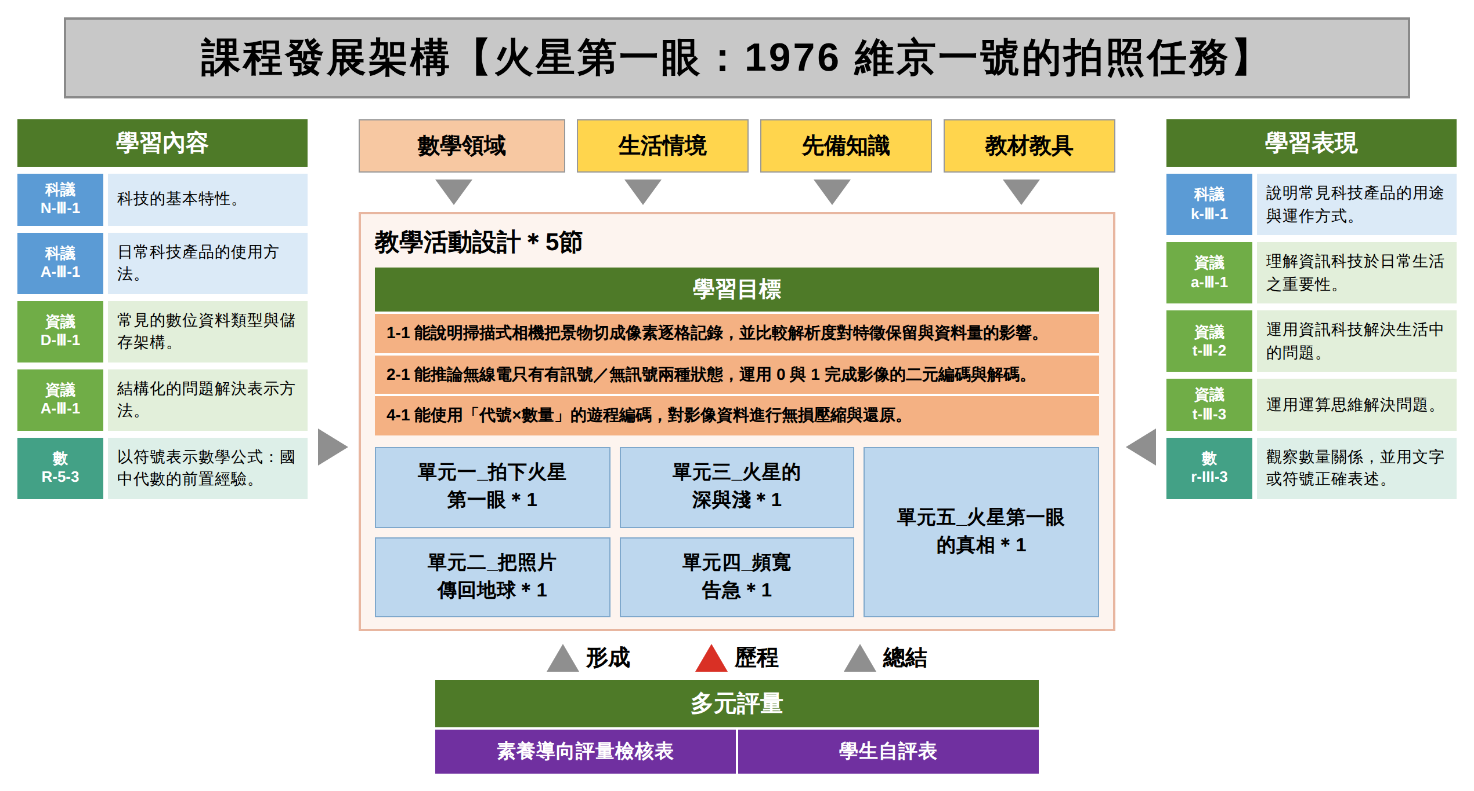 課程發展架構【火星第一眼：1976 維京一號的拍照任務】
學習內容
科議
N-Ⅲ-1
科技的基本特性。
科議
A-Ⅲ-1
日常科技產品的使用方
法。
資議
D-Ⅲ-1
常見的數位資料類型與儲
存架構。
資議
A-Ⅲ-1
結構化的問題解決表示方
法。
數
R-5-3
以符號表示數學公式：國
中代數的前置經驗。
數學領域
生活情境
先備知識
教材教具
教學活動設計＊5節
學習目標
1-1 能說明掃描式相機把景物切成像素逐格記錄，並比較解析度對特徵保留與資料量的影響。
2-1 能推論無線電只有有訊號／無訊號兩種狀態，運用 0 與 1 完成影像的二元編碼與解碼。
4-1 能使用「代號×數量」的遊程編碼，對影像資料進行無損壓縮與還原。
單元一_拍下火星
第一眼＊1
單元三_火星的
深與淺＊1
單元五_火星第一眼
的真相＊1
單元二_把照片
傳回地球＊1
單元四_頻寬
告急＊1
形成
歷程
總結
多元評量
素養導向評量檢核表
學生自評表
學習表現
科議
k-Ⅲ-1
說明常見科技產品的用途
與運作方式。
資議
a-Ⅲ-1
理解資訊科技於日常生活
之重要性。
資議
t-Ⅲ-2
運用資訊科技解決生活中
的問題。
資議
t-Ⅲ-3
運用運算思維解決問題。
數
r-III-3
觀察數量關係，並用文字
或符號正確表述。